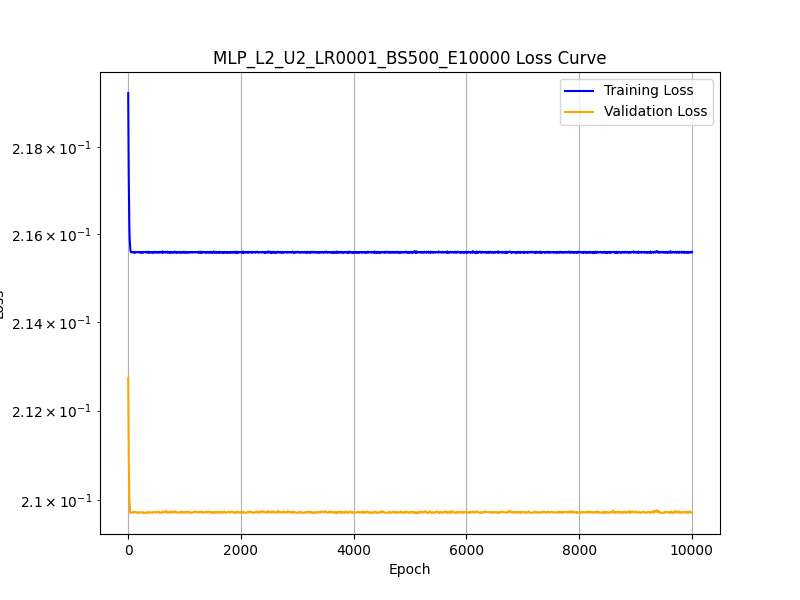 MLP_L2_U2_LR0001_BS500_E10000 Loss Curve
Training Loss
Validation Loss
2.18 × 10⁻¹
2.16 × 10⁻¹
2.14 × 10⁻¹
2.12 × 10⁻¹
2.1 × 10⁻¹
Loss
0 2000 4000 6000 8000 10000
Epoch